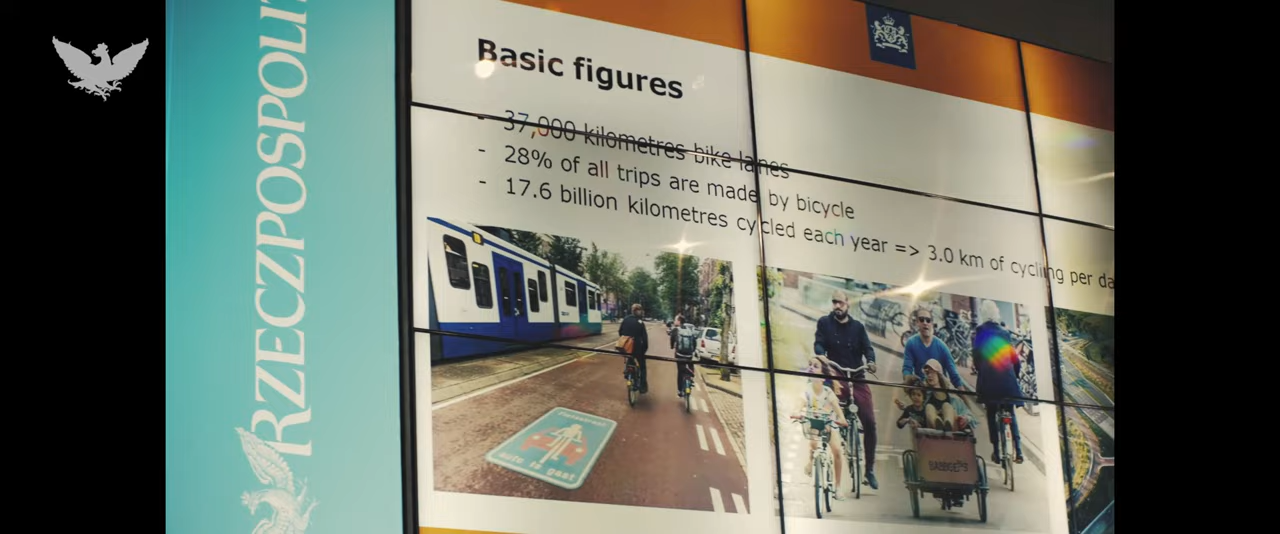 RZECZPOSPOLIT
Basic figures
- 37,000 kilometres bike lanes
- 28% of all trips are made by bicycle
- 17.6 billion kilometres cycled each year => 3.0 km of cycling per da
Fietsstraat
auto te gast
BABBOE